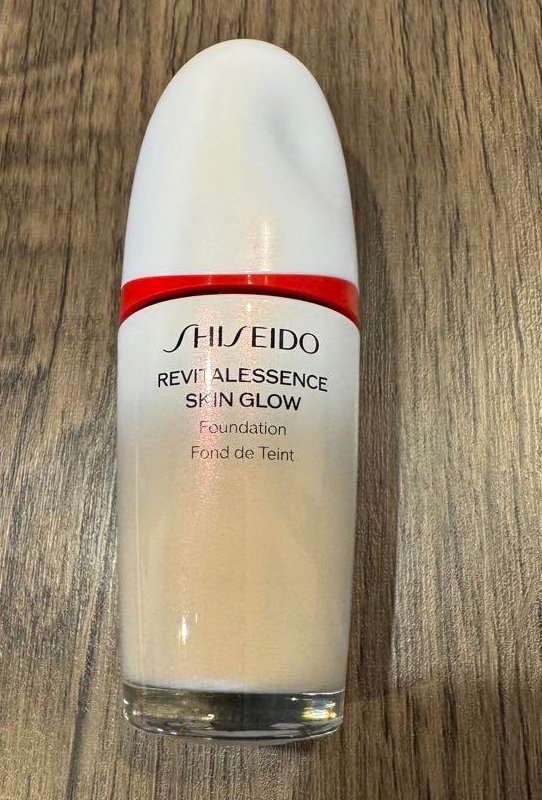 SHISEIDO
REVITALESSENCE
SKIN GLOW
Foundation
Fond de Teint